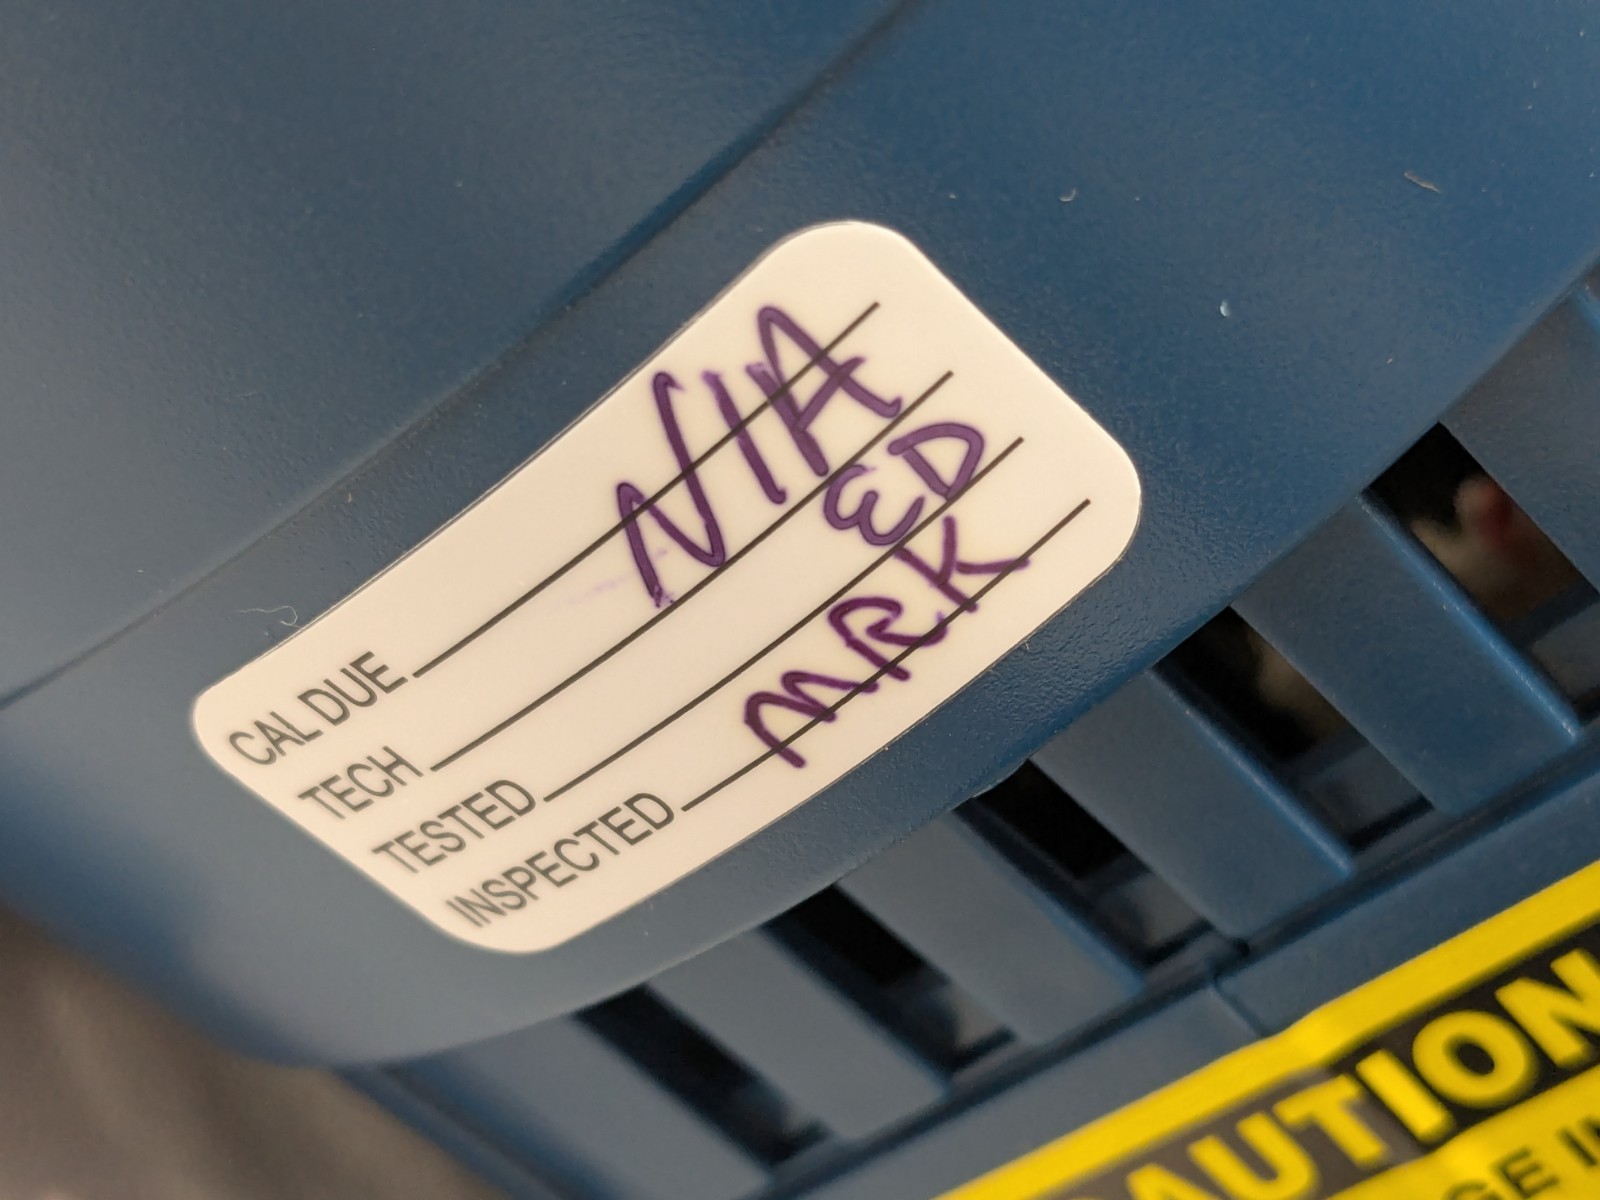 CAL DUE N/A
TECH
TESTED ED
INSPECTED MRK
CAUTION